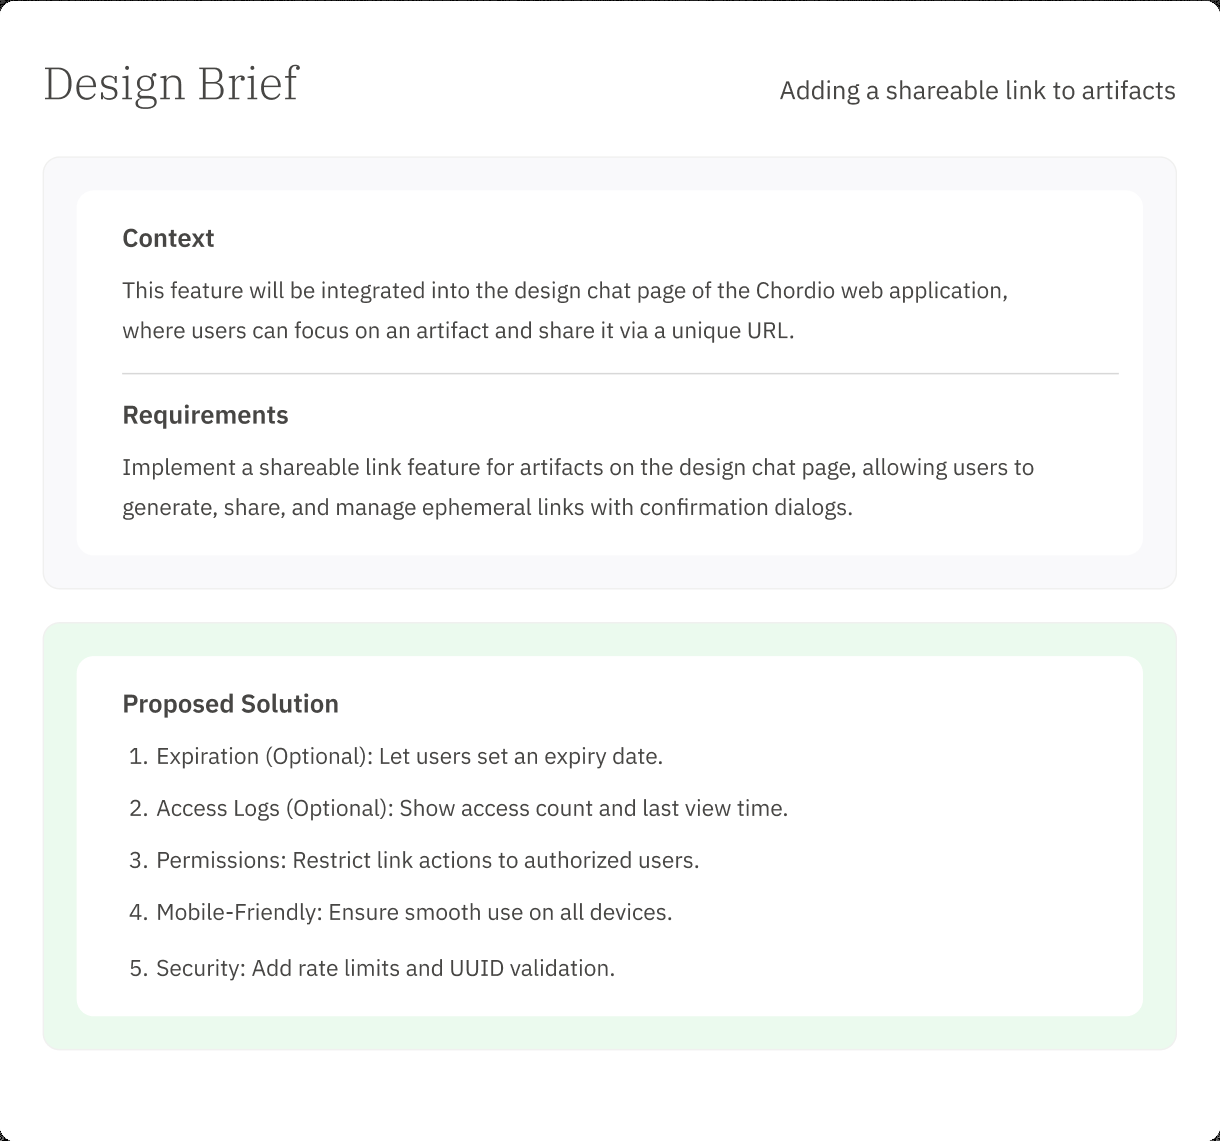 Design Brief
Adding a shareable link to artifacts
Context
This feature will be integrated into the design chat page of the Chordio web application,
where users can focus on an artifact and share it via a unique URL.
Requirements
Implement a shareable link feature for artifacts on the design chat page, allowing users to
generate, share, and manage ephemeral links with confirmation dialogs.
Proposed Solution
1. Expiration (Optional): Let users set an expiry date.
2. Access Logs (Optional): Show access count and last view time.
3. Permissions: Restrict link actions to authorized users.
4. Mobile-Friendly: Ensure smooth use on all devices.
5. Security: Add rate limits and UUID validation.